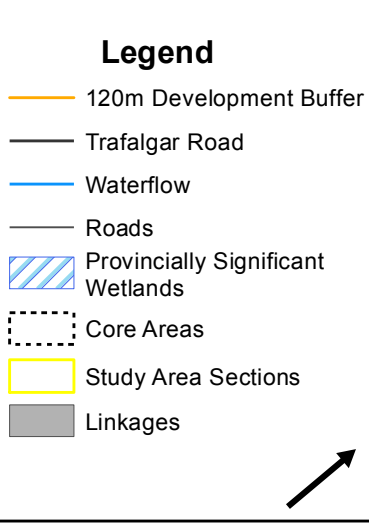 Legend
120m Development Buffer
Trafalgar Road
Waterflow
Roads
Provincially Significant
Wetlands
Core Areas
Study Area Sections
Linkages